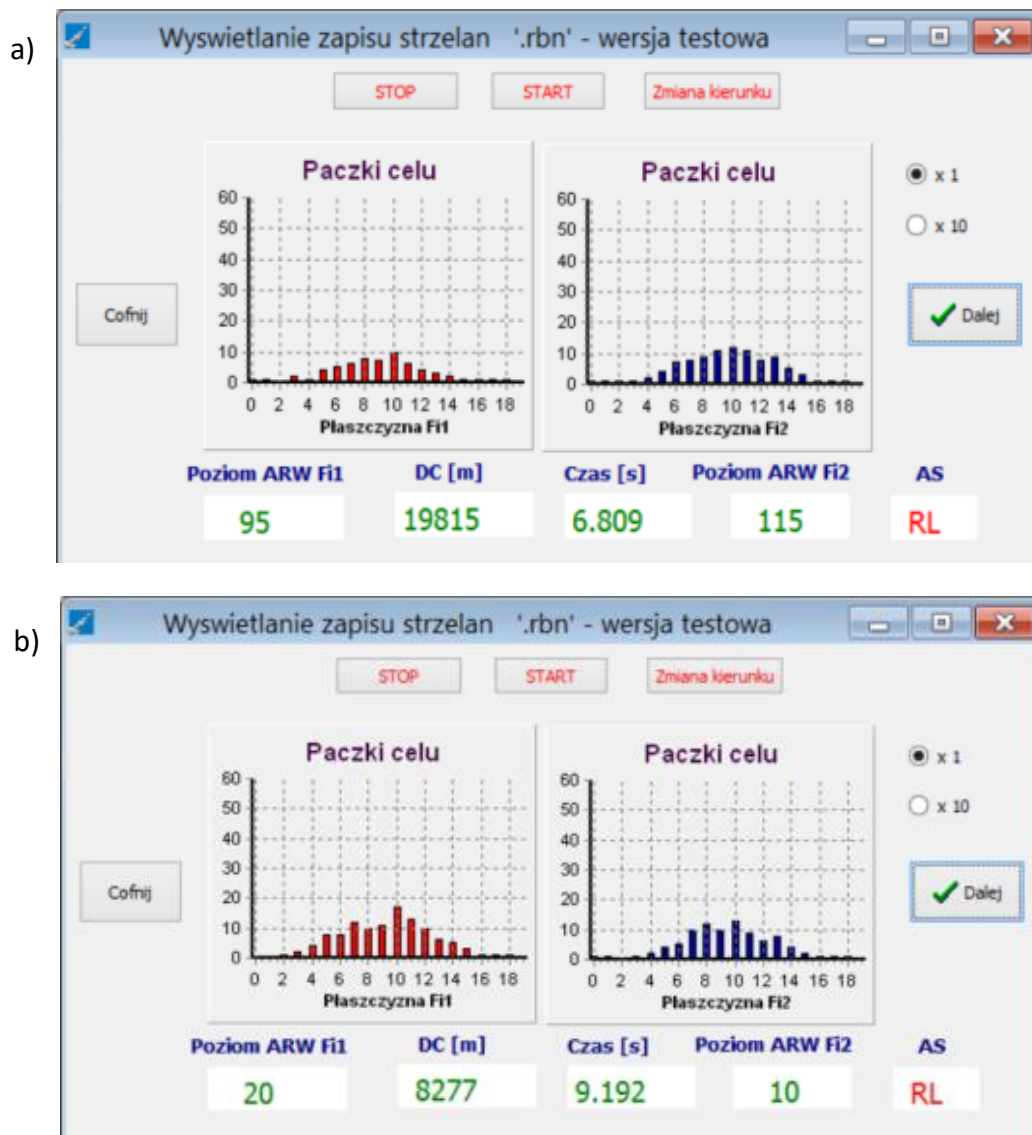 a)
Wyswietlanie zapisu strzelan '.rbn' - wersja testowa
STOP START Zmiana kierunku
Paczki celu Paczki celu
x 1
x 10
60 60
50 50
40 40
30 30
20 20
10 10
0 0
Cofnij Dalej
0 2 4 6 8 10 12 14 16 18 0 2 4 6 8 10 12 14 16 18
Płaszczyzna Fi1 Płaszczyzna Fi2
Poziom ARW Fi1 DC [m] Czas [s] Poziom ARW Fi2 AS
95 19815 6.809 115 RL
b)
Wyswietlanie zapisu strzelan '.rbn' - wersja testowa
STOP START Zmiana kierunku
Paczki celu Paczki celu
x 1
x 10
60 60
50 50
40 40
30 30
20 20
10 10
0 0
Cofnij Dalej
0 2 4 6 8 10 12 14 16 18 0 2 4 6 8 10 12 14 16 18
Płaszczyzna Fi1 Płaszczyzna Fi2
Poziom ARW Fi1 DC [m] Czas [s] Poziom ARW Fi2 AS
20 8277 9.192 10 RL